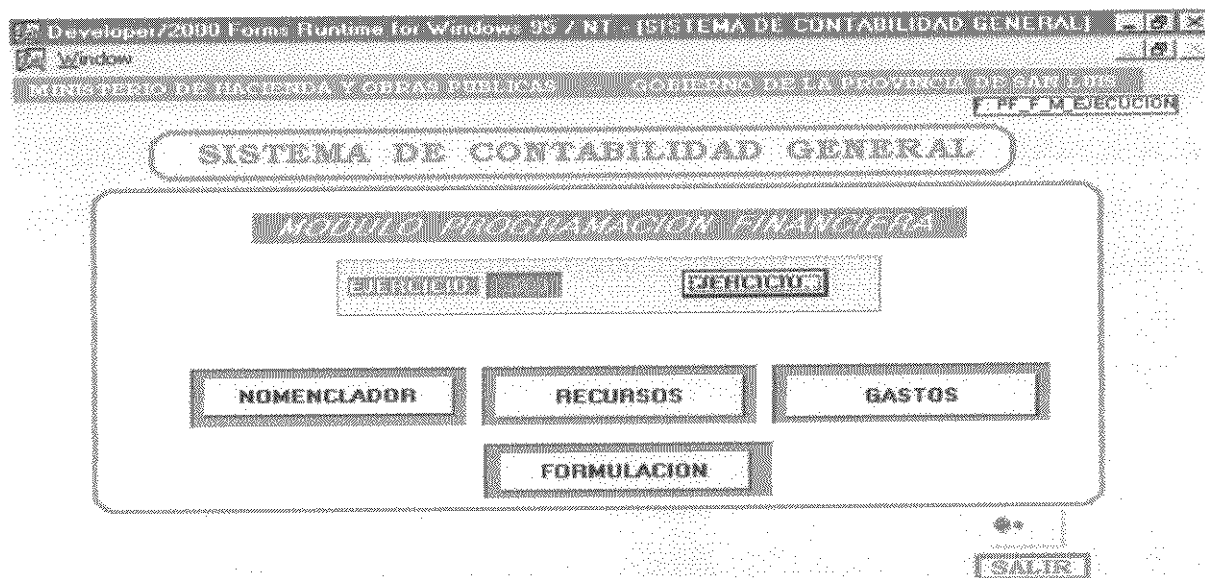 Developer/2000 Forms Runtime for Windows 95 / NT - [SISTEMA DE CONTABILIDAD GENERAL]
Window
MINISTERIO DE HACIENDA Y OBRAS PUBLICAS GOBIERNO DE LA PROVINCIA DE SAN LUIS
F_PF_F_M_EJECUCION
SISTEMA DE CONTABILIDAD GENERAL
MODULO PROGRAMACION FINANCIERA
EJERCICIO EJERCICIO
NOMENCLADOR RECURSOS GASTOS
FORMULACION
SALIR